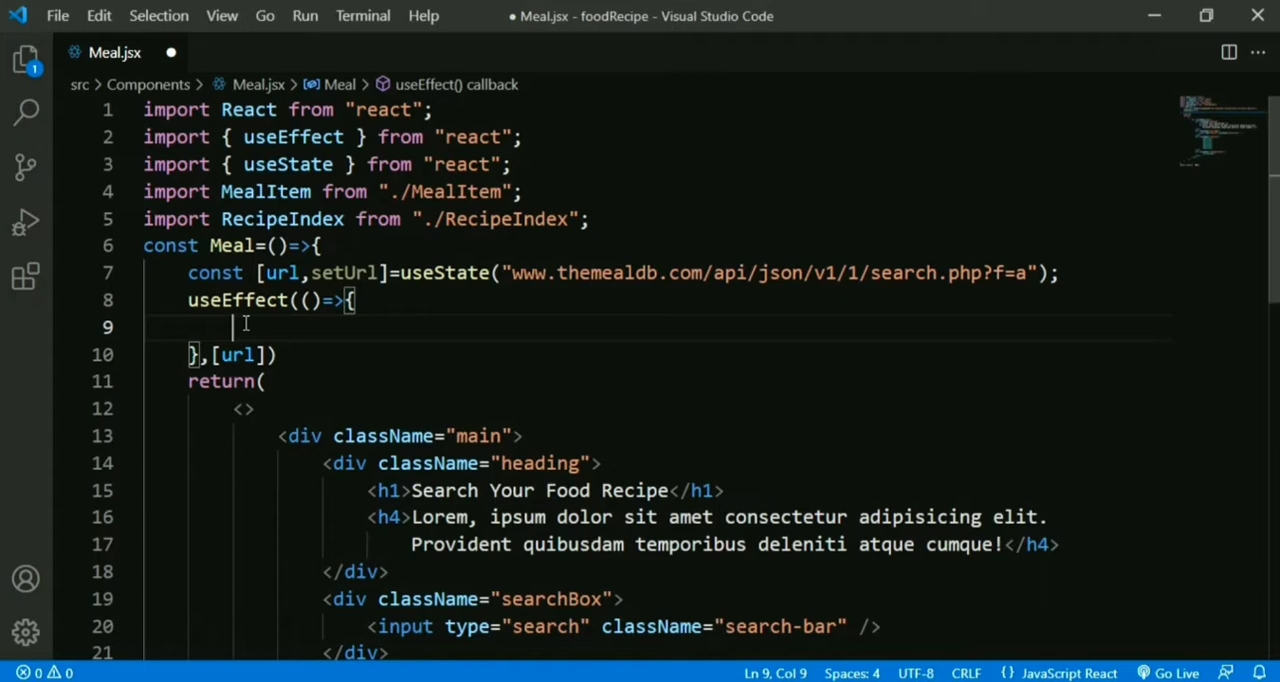 File Edit Selection View Go Run Terminal Help ● Meal.jsx - foodRecipe - Visual Studio Code
Meal.jsx ●
1
src > Components > Meal.jsx > Meal > useEffect() callback
1 import React from "react";
2 import { useEffect } from "react";
3 import { useState } from "react";
4 import MealItem from "./MealItem";
5 import RecipeIndex from "./RecipeIndex";
6 const Meal=()=>{
7 const [url,setUrl]=useState("www.themealdb.com/api/json/v1/1/search.php?f=a");
8 useEffect(()=>{
9
10 },[url])
11 return(
12 <>
13 <div className="main">
14 <div className="heading">
15 <h1>Search Your Food Recipe</h1>
16 <h4>Lorem, ipsum dolor sit amet consectetur adipisicing elit.
17 Provident quibusdam temporibus deleniti atque cumque!</h4>
18 </div>
19 <div className="searchBox">
20 <input type="search" className="search-bar" />
21 </div>
0 0 Ln 9, Col 9 Spaces: 4 UTF-8 CRLF {} JavaScript React Go Live